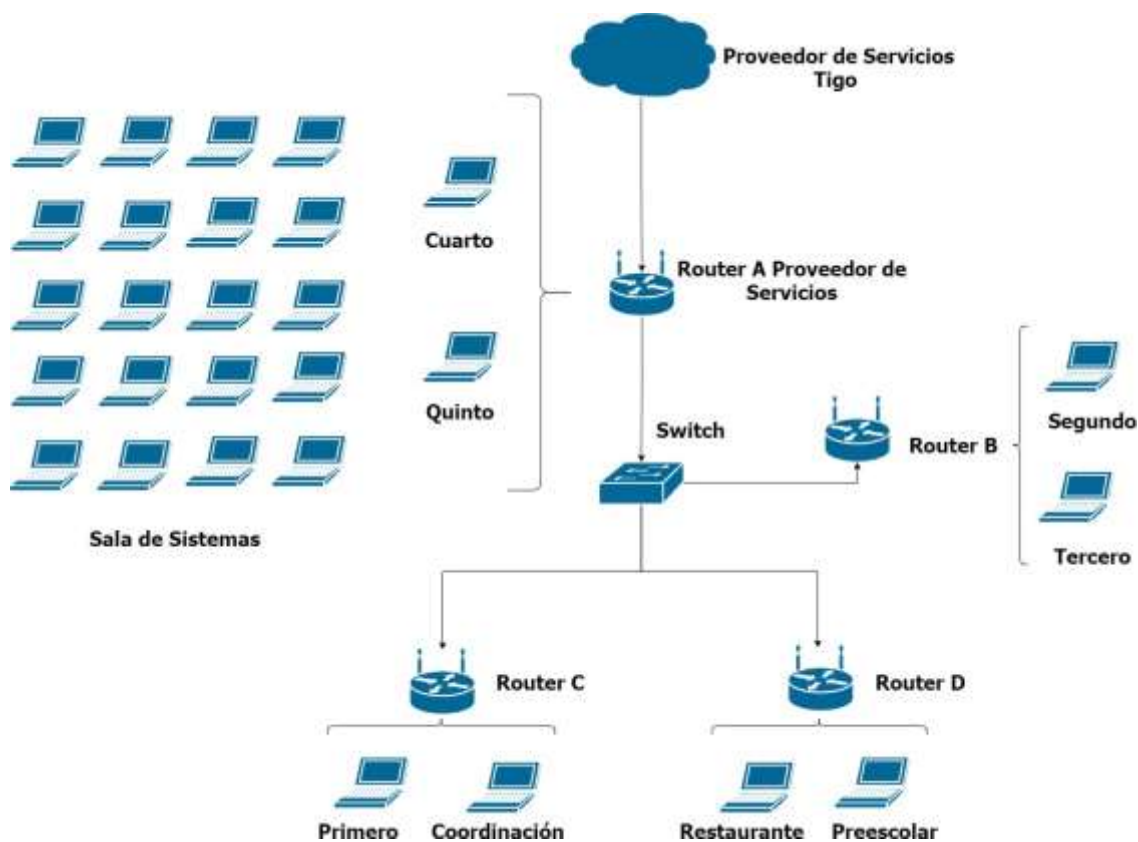 Proveedor de Servicios
Tigo
Cuarto
Router A Proveedor de
Servicios
Quinto
Switch
Router B
Segundo
Sala de Sistemas
Tercero
Router C
Router D
Primero
Coordinación
Restaurante
Preescolar